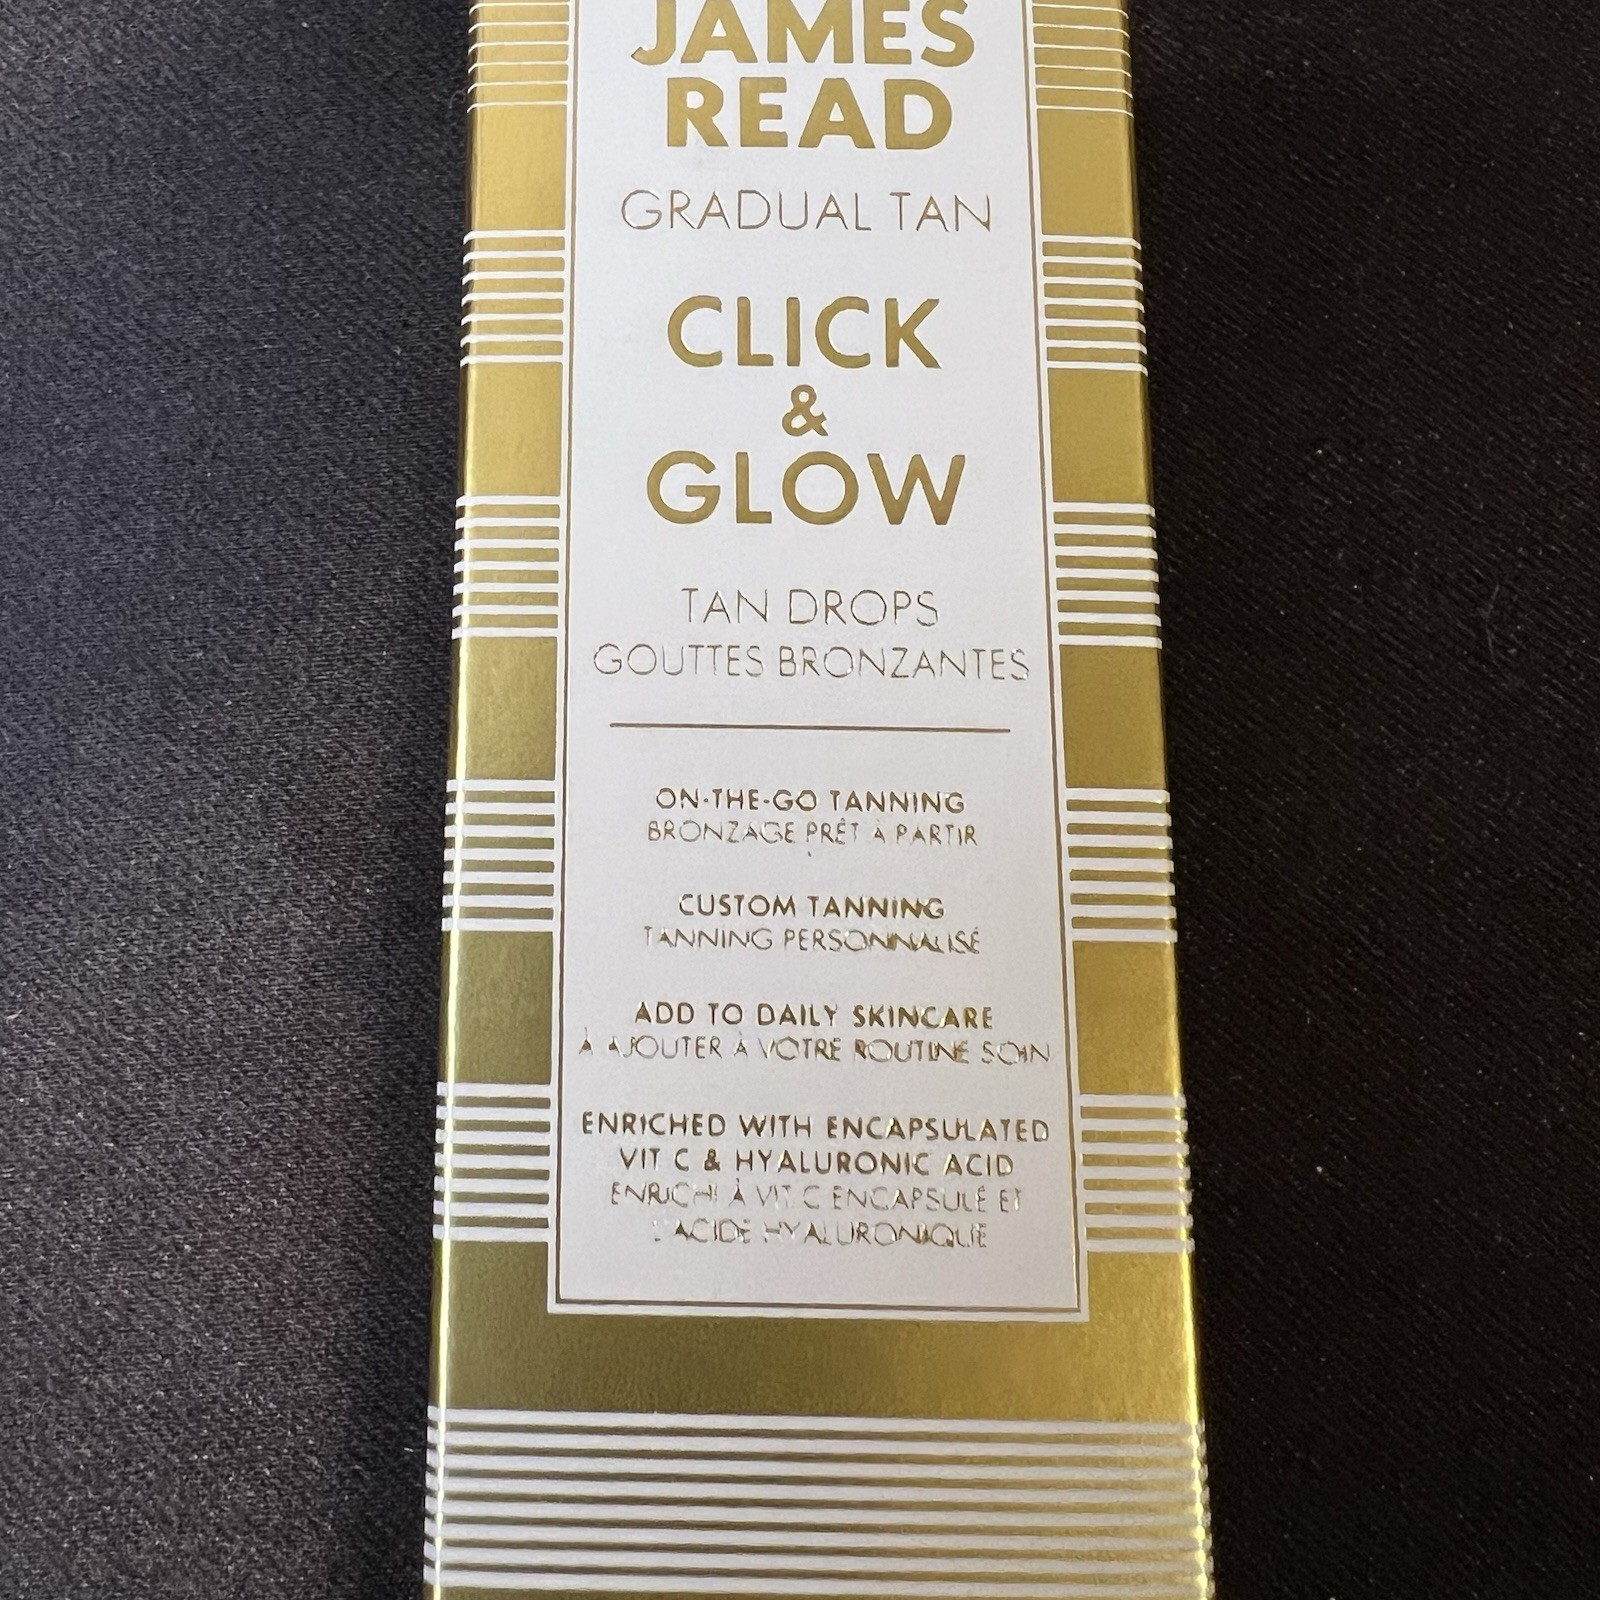 JAMES
READ
GRADUAL TAN
CLICK
&
GLOW
TAN DROPS
GOUTTES BRONZANTES
ON-THE-GO TANNING
BRONZAGE PRÊT À PARTIR
CUSTOM TANNING
TANNING PERSONNALISÉ
ADD TO DAILY SKINCARE
À AJOUTER À VOTRE ROUTINE SOIN
ENRICHED WITH ENCAPSULATED
VIT C & HYALURONIC ACID
ENRICHI À VIT C ENCAPSULÉ ET
L'ACIDE HYALURONIQUE